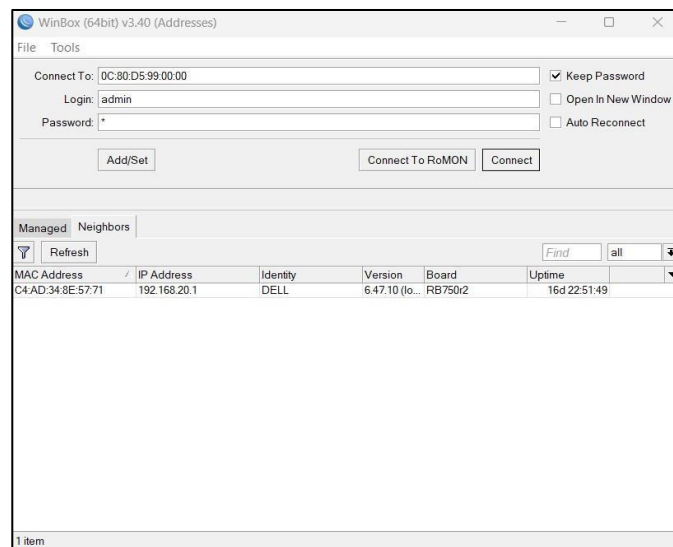 WinBox (64bit) v3.40 (Addresses)
File Tools
Connect To: 0C:80:D5:99:00:00
Keep Password
Login: admin
Open In New Window
Password: *
Auto Reconnect
Add/Set Connect To RoMON Connect
Managed Neighbors
Refresh Find all
MAC Address IP Address Identity Version Board Uptime
C4:AD:34:8E:57:71 192.168.20.1 DELL 6.47.10 (lo... RB750r2 16d 22:51:49
1 item